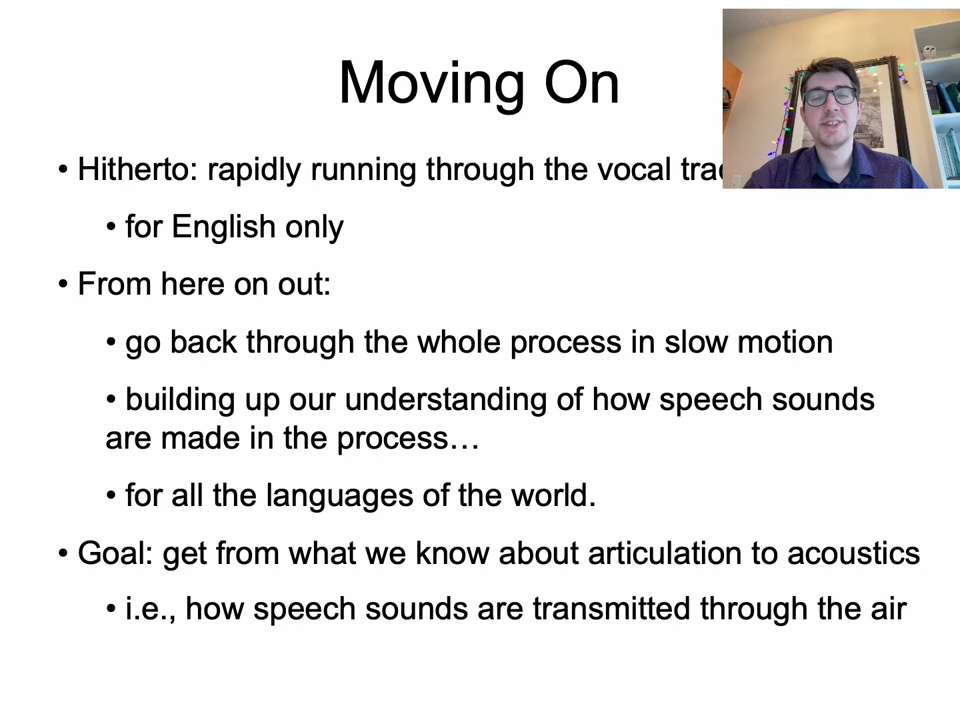 Moving On
• Hitherto: rapidly running through the vocal
• for English only
• From here on out:
• go back through the whole process in slow motion
• building up our understanding of how speech sounds
are made in the process…
• for all the languages of the world.
• Goal: get from what we know about articulation to acoustics
• i.e., how speech sounds are transmitted through the air